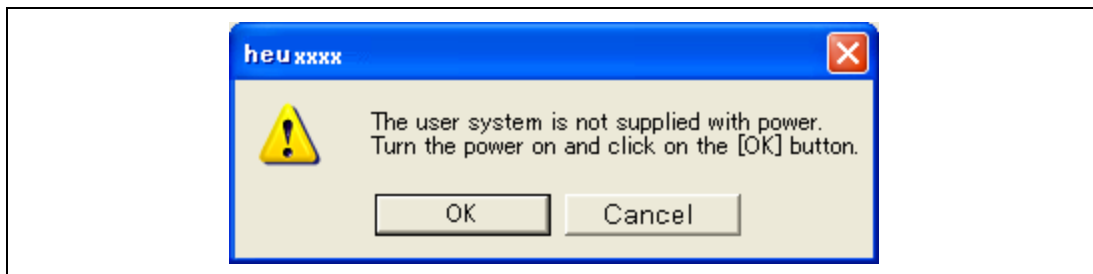 heuxxxx
The user system is not supplied with power.
Turn the power on and click on the [OK] button.
OK
Cancel